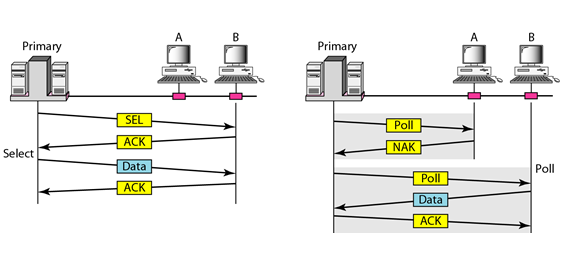 Primary
A
B
SEL
ACK
Select
Data
ACK
Primary
A
B
Poll
NAK
Poll
Poll
Data
ACK